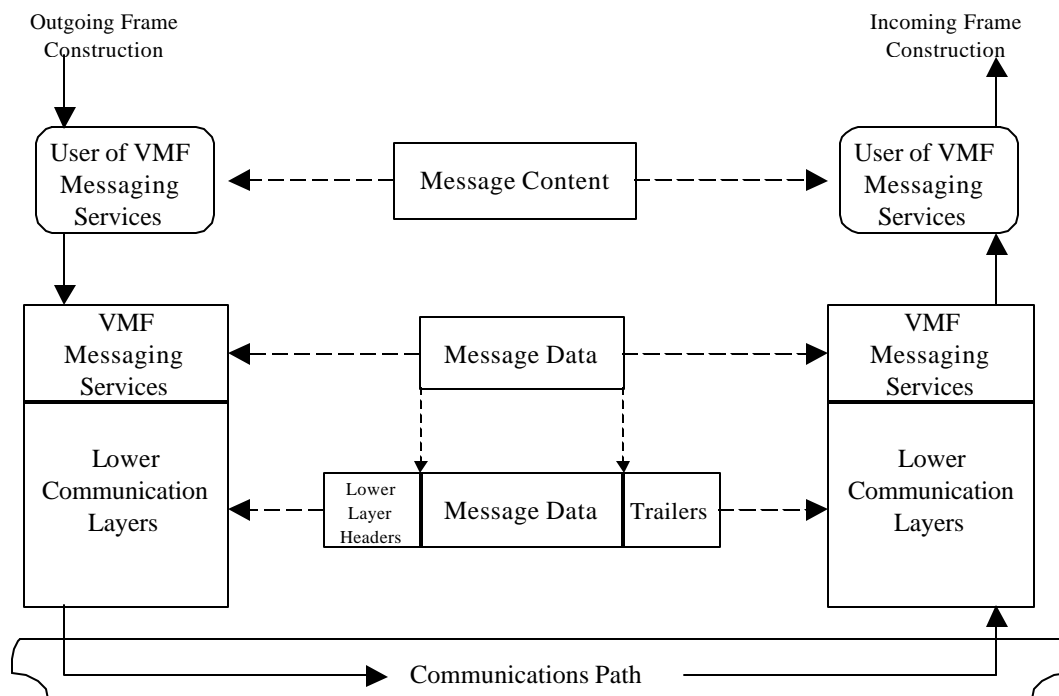 Outgoing Frame
Construction
Incoming Frame
Construction
User of VMF
Messaging
Services
Message Content
User of VMF
Messaging
Services
VMF
Messaging
Services
Message Data
VMF
Messaging
Services
Lower
Communication
Layers
Lower
Layer
Headers
Message Data
Trailers
Lower
Communication
Layers
Communications Path